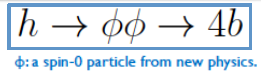 h → ϕϕ → 4b
ϕ: a spin-0 particle from new physics.